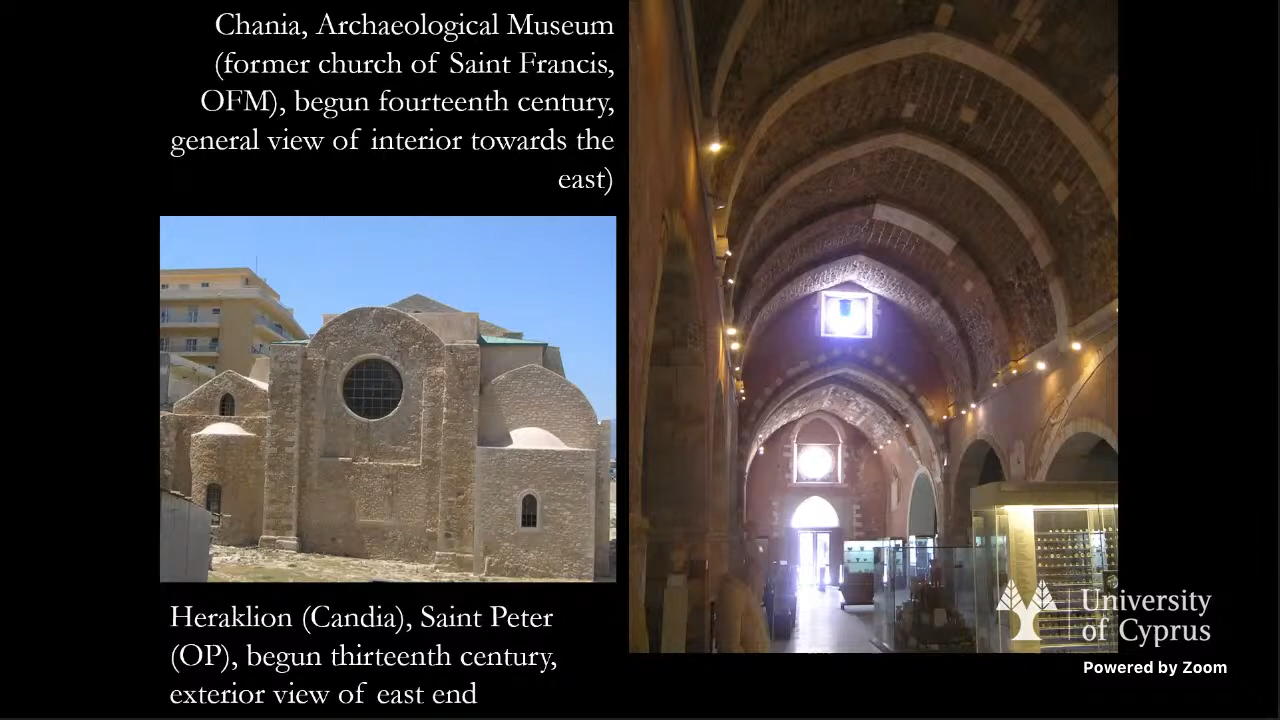 Chania, Archaeological Museum
(former church of Saint Francis,
OFM), begun fourteenth century,
general view of interior towards the
east)
Heraklion (Candia), Saint Peter
(OP), begun thirteenth century,
exterior view of east end
University
of Cyprus
Powered by Zoom